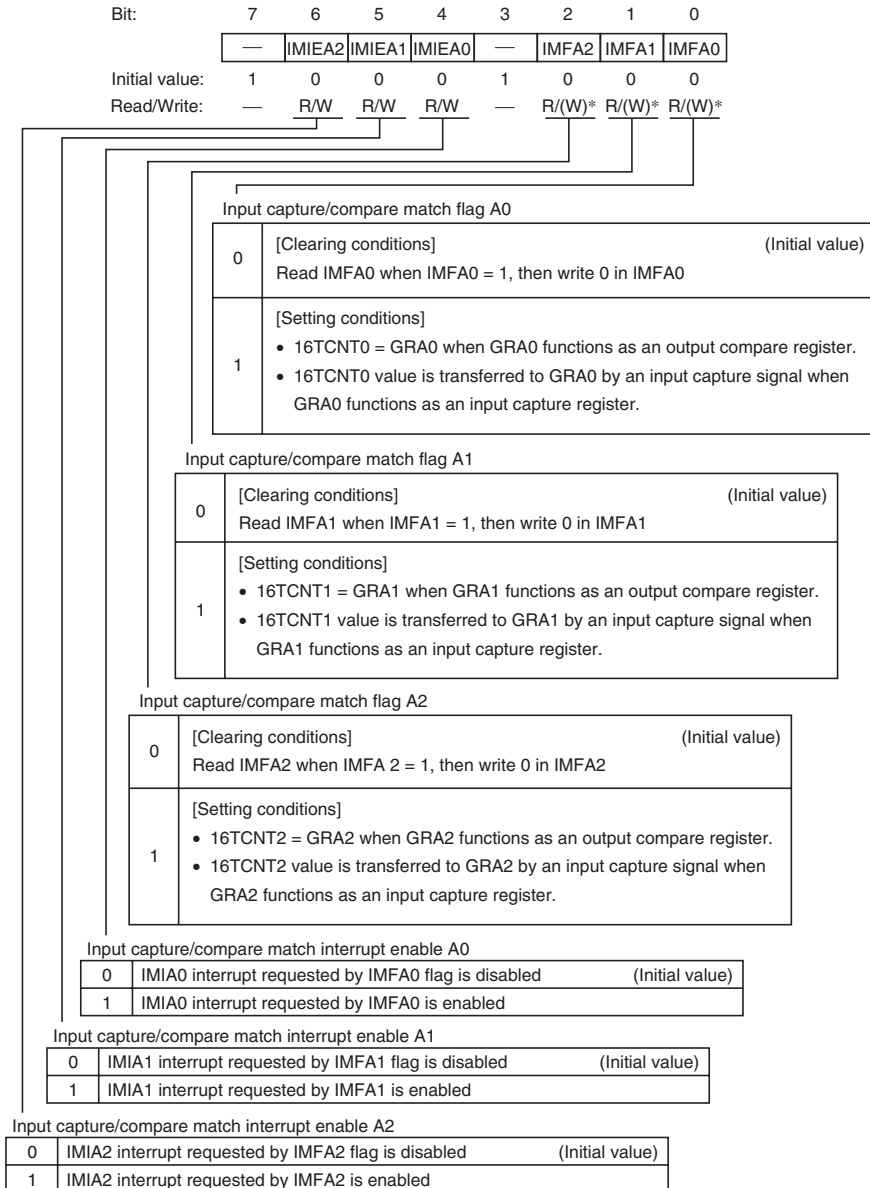 Bit: 7 6 5 4 3 2 1 0
— IMIEA2 IMIEA1 IMIEA0 — IMFA2 IMFA1 IMFA0
Initial value: 1 0 0 0 1 0 0 0
Read/Write: — R/W R/W R/W — R/(W)* R/(W)* R/(W)*
Input capture/compare match flag A0
0 [Clearing conditions] (Initial value)
Read IMFA0 when IMFA0 = 1, then write 0 in IMFA0
[Setting conditions]
1 • 16TCNT0 = GRA0 when GRA0 functions as an output compare register.
• 16TCNT0 value is transferred to GRA0 by an input capture signal when
GRA0 functions as an input capture register.
Input capture/compare match flag A1
0 [Clearing conditions] (Initial value)
Read IMFA1 when IMFA1 = 1, then write 0 in IMFA1
[Setting conditions]
1 • 16TCNT1 = GRA1 when GRA1 functions as an output compare register.
• 16TCNT1 value is transferred to GRA1 by an input capture signal when
GRA1 functions as an input capture register.
Input capture/compare match flag A2
0 [Clearing conditions] (Initial value)
Read IMFA2 when IMFA 2 = 1, then write 0 in IMFA2
[Setting conditions]
1 • 16TCNT2 = GRA2 when GRA2 functions as an output compare register.
• 16TCNT2 value is transferred to GRA2 by an input capture signal when
GRA2 functions as an input capture register.
Input capture/compare match interrupt enable A0
0 IMIA0 interrupt requested by IMFA0 flag is disabled (Initial value)
1 IMIA0 interrupt requested by IMFA0 is enabled
Input capture/compare match interrupt enable A1
0 IMIA1 interrupt requested by IMFA1 flag is disabled (Initial value)
1 IMIA1 interrupt requested by IMFA1 is enabled
Input capture/compare match interrupt enable A2
0 IMIA2 interrupt requested by IMFA2 flag is disabled (Initial value)
1 IMIA2 interrupt requested by IMFA2 is enabled